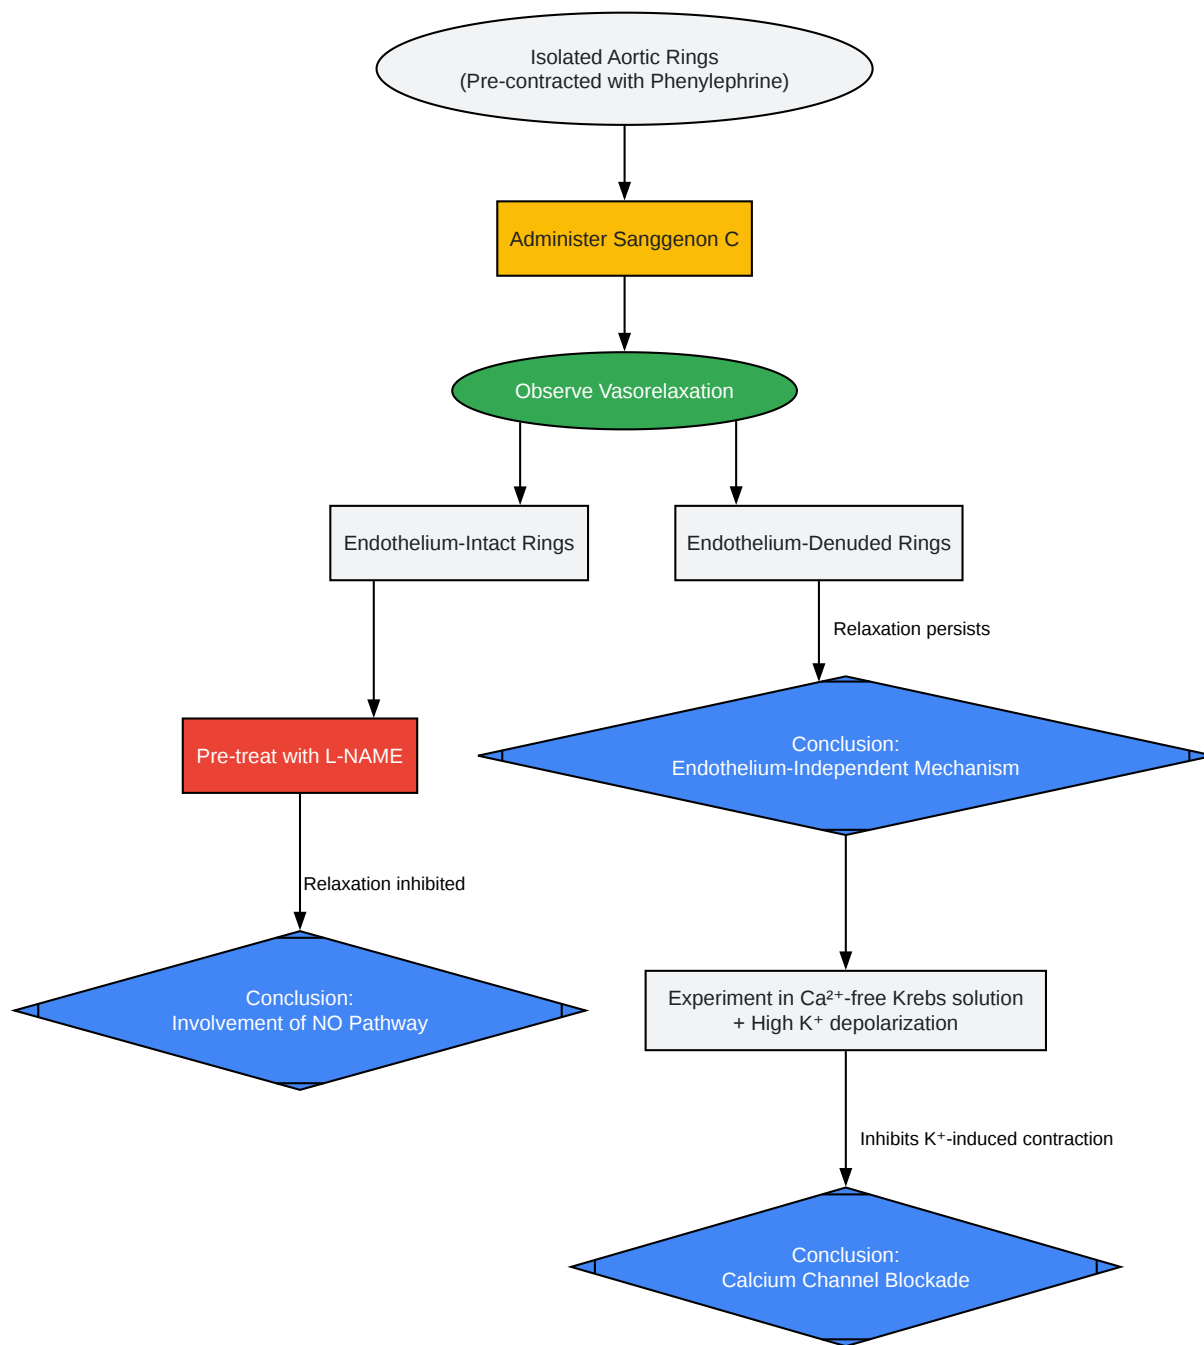 Isolated Aortic Rings
(Pre-contracted with Phenylephrine)
Administer Sanggenon C
Observe Vasorelaxation
Endothelium-Intact Rings
Endothelium-Denuded Rings
Relaxation persists
Pre-treat with L-NAME
Conclusion:
Endothelium-Independent Mechanism
Relaxation inhibited
Conclusion:
Involvement of NO Pathway
Experiment in Ca²⁺-free Krebs solution
+ High K⁺ depolarization
Inhibits K⁺-induced contraction
Conclusion:
Calcium Channel Blockade